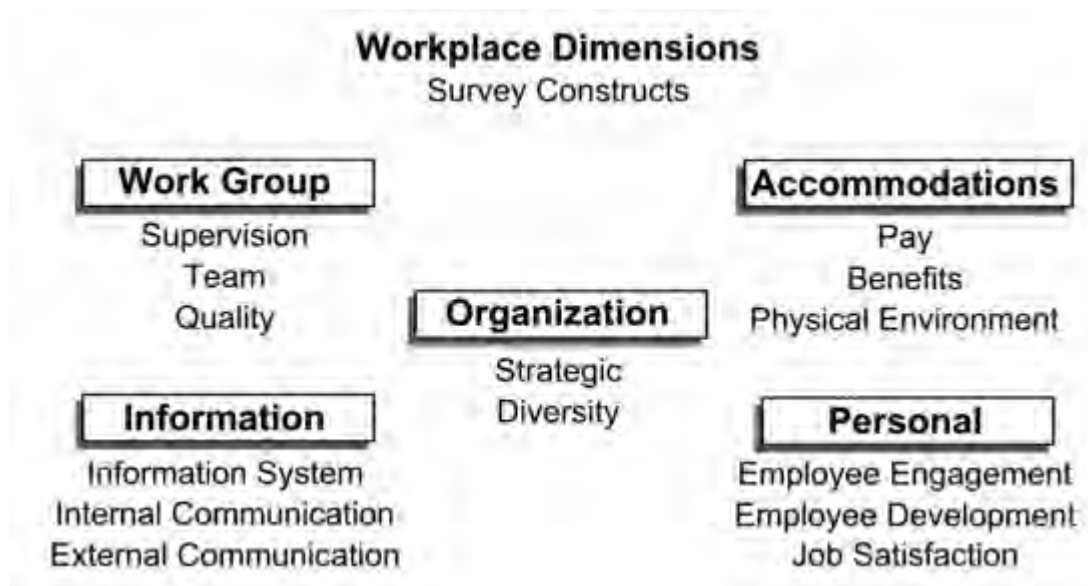 Workplace Dimensions
Survey Constructs
Work Group
Supervision
Team
Quality
Accommodations
Pay
Benefits
Physical Environment
Organization
Strategic
Diversity
Information
Information System
Internal Communication
External Communication
Personal
Employee Engagement
Employee Development
Job Satisfaction